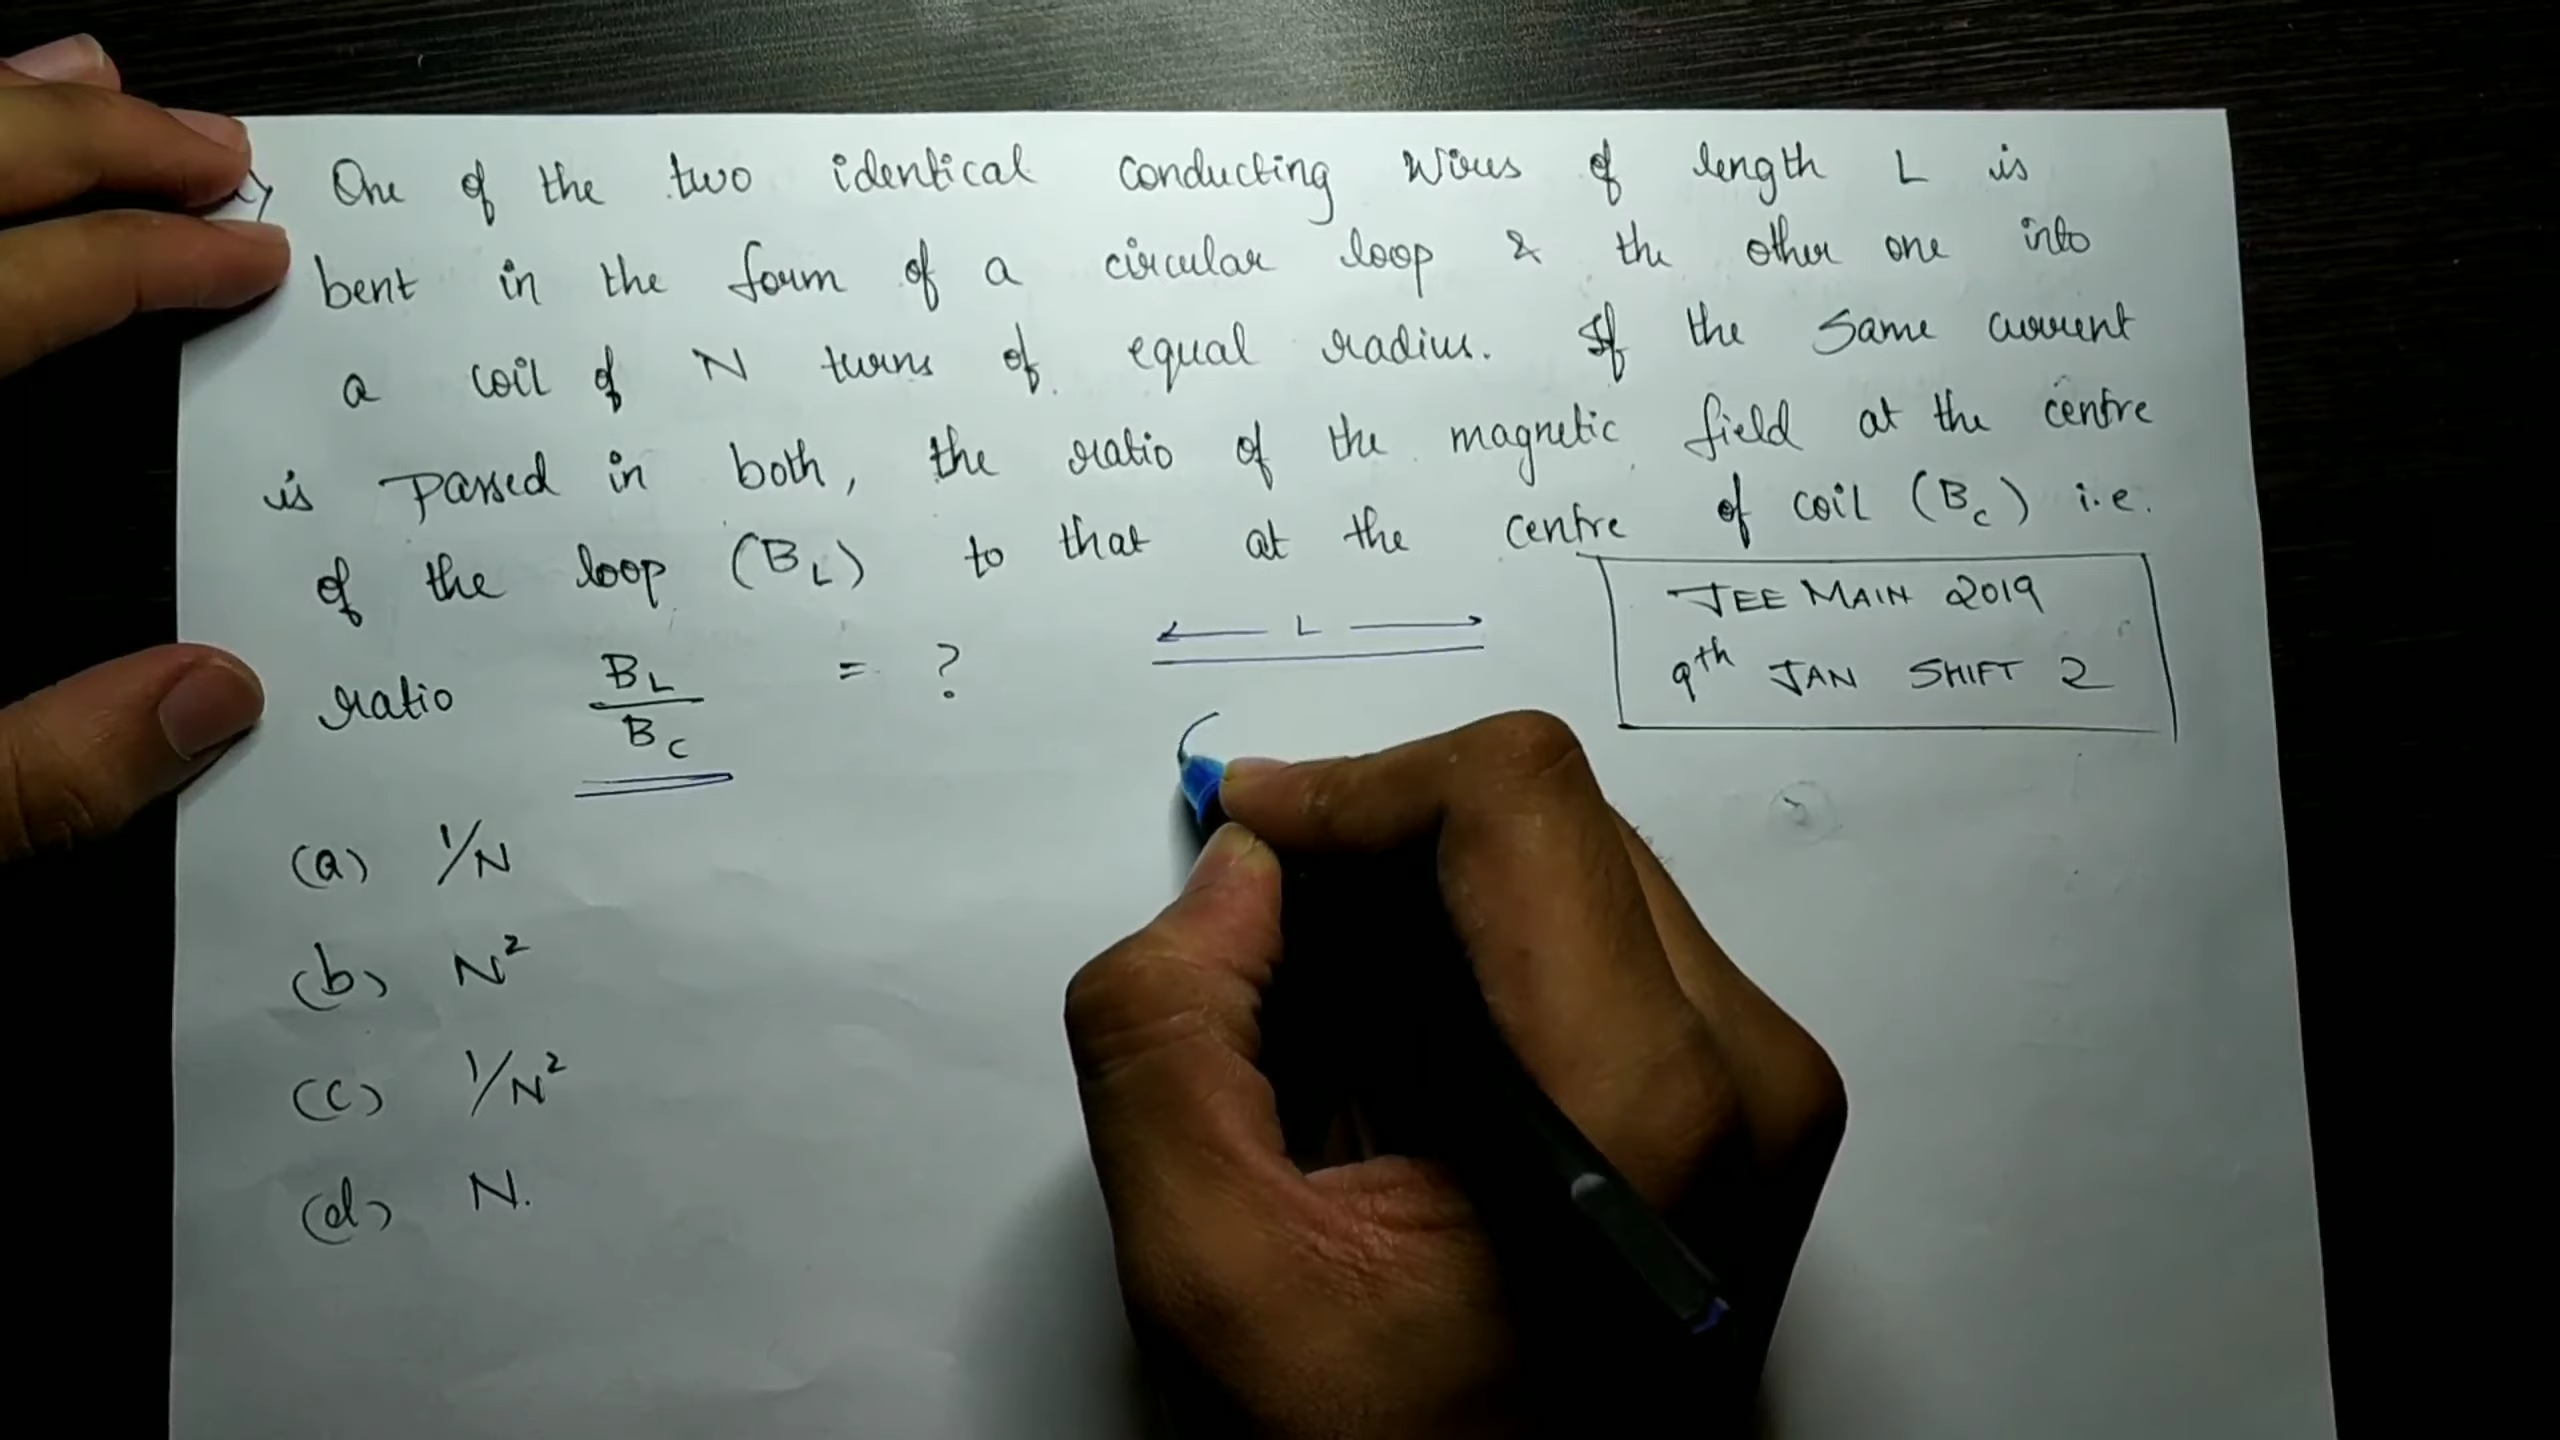 One of the two identical conducting wires of length L is
bent in the form of a circular loop & the other one into
a coil of N turns of equal radius. If the same current
is passed in both, the ratio of the magnetic field at the centre
of the loop (B_L) to that at the centre of coil (B_C) i.e.
ratio B_L / B_C = ?
L
JEE MAIN 2019
9th JAN SHIFT 2
(a) 1/N
(b) N²
(c) 1/N²
(d) N.